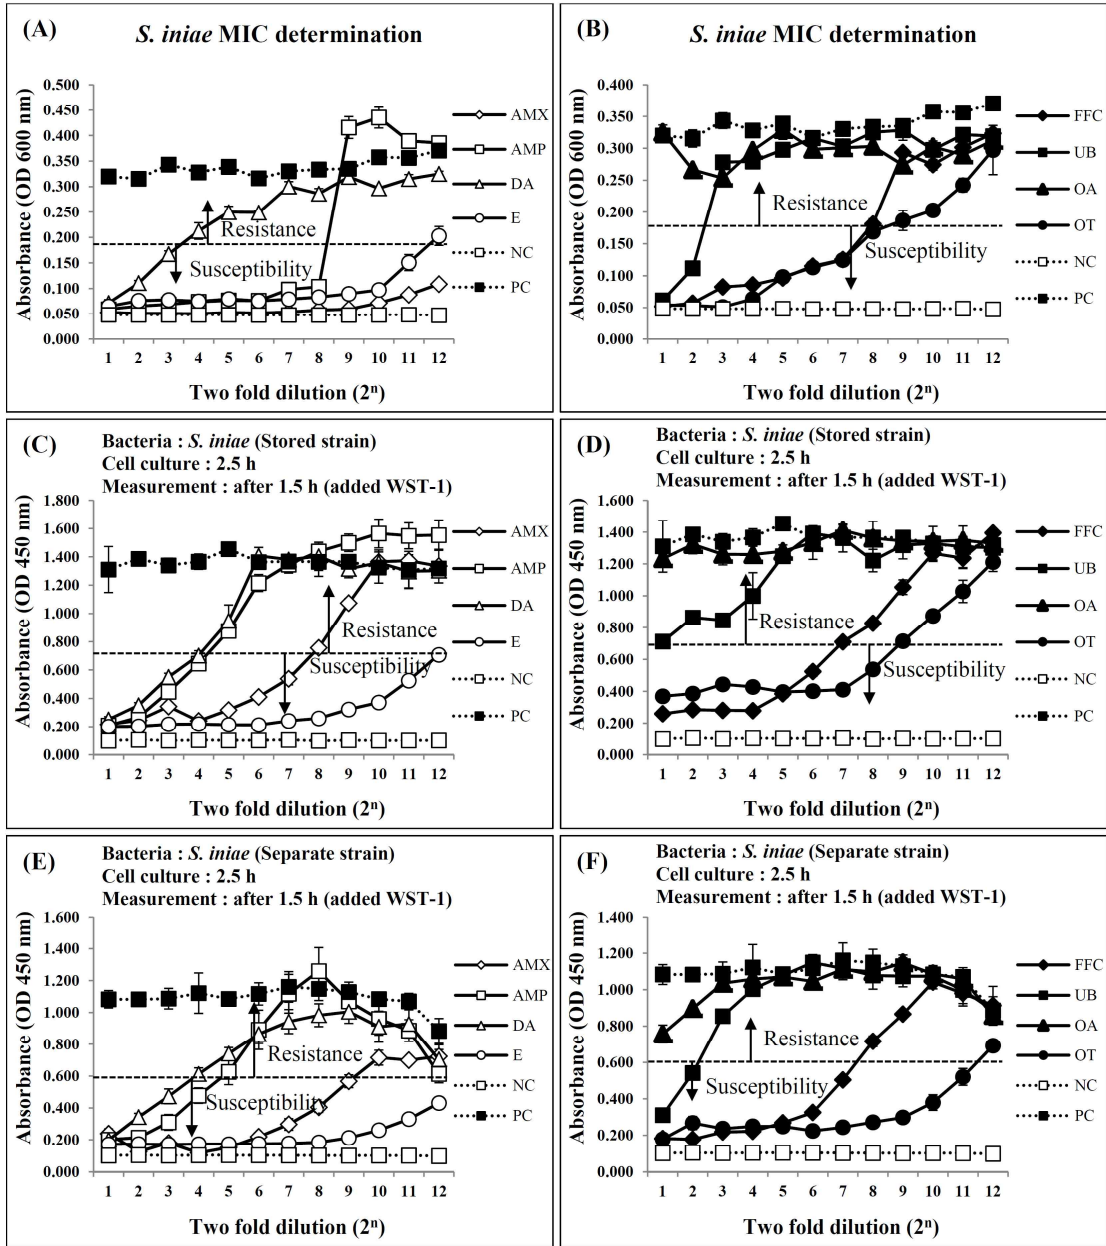 (A)
S. iniae MIC determination
Absorbance (OD 600 nm)
0.500
0.450
0.400
0.350
0.300
0.250
0.200
0.150
0.100
0.050
0.000
Resistance
Susceptibility
AMX
AMP
DA
E
NC
PC
1 2 3 4 5 6 7 8 9 10 11 12
Two fold dilution (2ⁿ)
(B)
S. iniae MIC determination
Absorbance (OD 600 nm)
0.400
0.350
0.300
0.250
0.200
0.150
0.100
0.050
0.000
Resistance
Susceptibility
FFC
UB
OA
OT
NC
PC
1 2 3 4 5 6 7 8 9 10 11 12
Two fold dilution (2ⁿ)
(C)
Bacteria : S. iniae (Stored strain)
Cell culture : 2.5 h
Measurement : after 1.5 h (added WST-1)
Absorbance (OD 450 nm)
1.800
1.600
1.400
1.200
1.000
0.800
0.600
0.400
0.200
0.000
Resistance
Susceptibility
AMX
AMP
DA
E
NC
PC
1 2 3 4 5 6 7 8 9 10 11 12
Two fold dilution (2ⁿ)
(D)
Bacteria : S. iniae (Stored strain)
Cell culture : 2.5 h
Measurement : after 1.5 h (added WST-1)
Absorbance (OD 450 nm)
1.600
1.400
1.200
1.000
0.800
0.600
0.400
0.200
0.000
Resistance
Susceptibility
FFC
UB
OA
OT
NC
PC
1 2 3 4 5 6 7 8 9 10 11 12
Two fold dilution (2ⁿ)
(E)
Bacteria : S. iniae (Separate strain)
Cell culture : 2.5 h
Measurement : after 1.5 h (added WST-1)
Absorbance (OD 450 nm)
1.600
1.400
1.200
1.000
0.800
0.600
0.400
0.200
0.000
Resistance
Susceptibility
AMX
AMP
DA
E
NC
PC
1 2 3 4 5 6 7 8 9 10 11 12
Two fold dilution (2ⁿ)
(F)
Bacteria : S. iniae (Separate strain)
Cell culture : 2.5 h
Measurement : after 1.5 h (added WST-1)
Absorbance (OD 450 nm)
1.400
1.200
1.000
0.800
0.600
0.400
0.200
0.000
Resistance
Susceptibility
FFC
UB
OA
OT
NC
PC
1 2 3 4 5 6 7 8 9 10 11 12
Two fold dilution (2ⁿ)